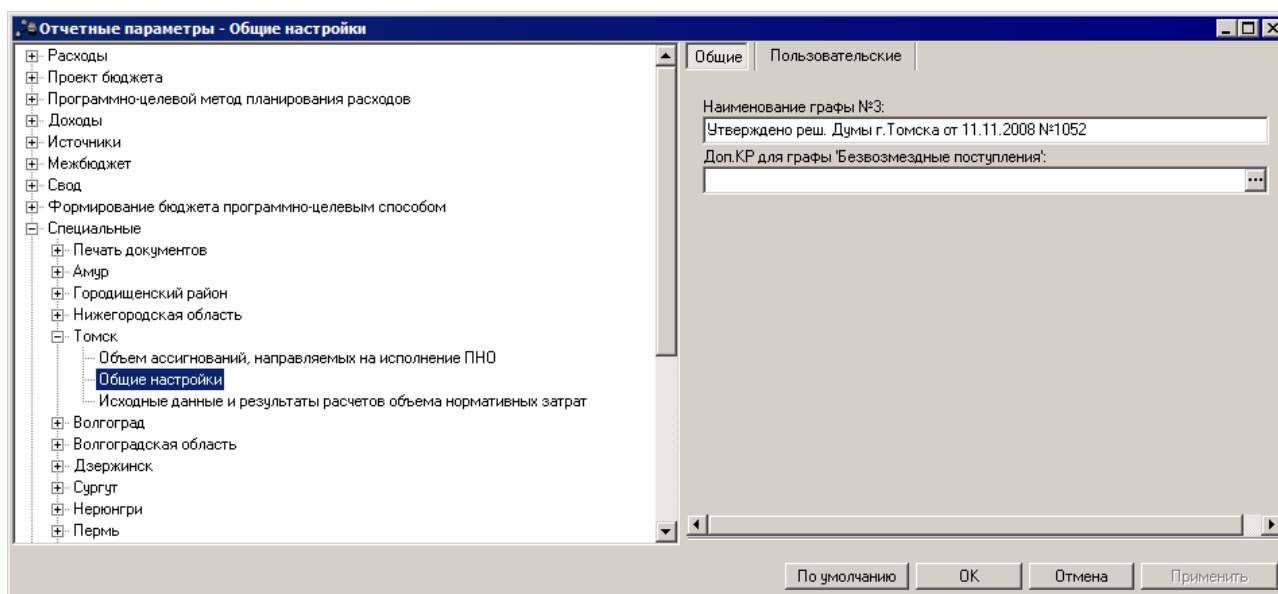 Отчетные параметры - Общие настройки
Расходы
Проект бюджета
Программно-целевой метод планирования расходов
Доходы
Источники
Межбюджет
Свод
Формирование бюджета программно-целевым способом
Специальные
Печать документов
Амур
Городищенский район
Нижегородская область
Томск
Объем ассигнований, направляемых на исполнение ПНО
Общие настройки
Исходные данные и результаты расчетов объема нормативных затрат
Волгоград
Волгоградская область
Дзержинск
Сургут
Нерюнгри
Пермь
Общие Пользовательские
Наименование графы №3:
Утверждено реш. Думы г.Томска от 11.11.2008 №1052
Доп.КР для графы 'Безвозмездные поступления':
...
По умолчанию OK Отмена Применить